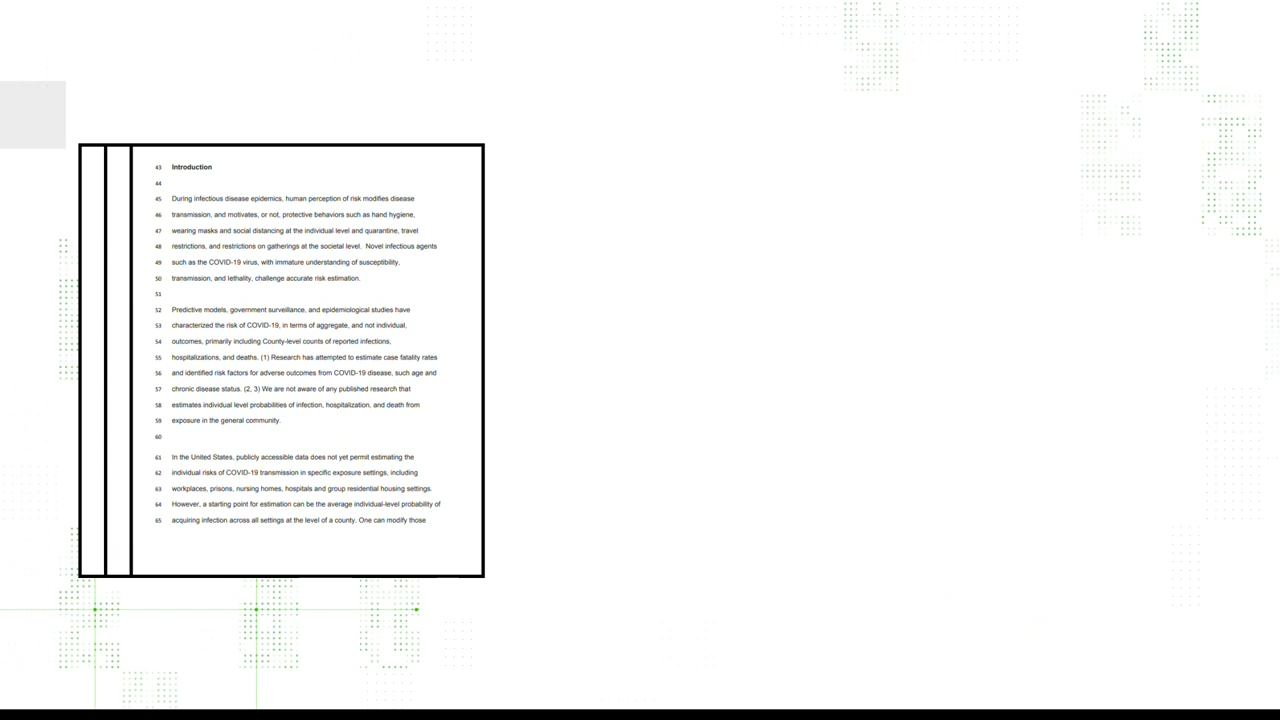 43 Introduction
44
45 During infectious disease epidemics, human perception of risk modifies disease
46 transmission, and motivates, or not, protective behaviors such as hand hygiene,
47 wearing masks and social distancing at the individual level and quarantine, travel
48 restrictions, and restrictions on gatherings at the societal level.  Novel infectious agents
49 such as the COVID-19 virus, with immature understanding of susceptibility,
50 transmission, and lethality, challenge accurate risk estimation.
51
52 Predictive models, government surveillance, and epidemiological studies have
53 characterized the risk of COVID-19, in terms of aggregate, and not individual,
54 outcomes, primarily including County-level counts of reported infections,
55 hospitalizations, and deaths. (1) Research has attempted to estimate case fatality rates
56 and identified risk factors for adverse outcomes from COVID-19 disease, such age and
57 chronic disease status. (2, 3) We are not aware of any published research that
58 estimates individual level probabilities of infection, hospitalization, and death from
59 exposure in the general community.
60
61 In the United States, publicly accessible data does not yet permit estimating the
62 individual risks of COVID-19 transmission in specific exposure settings, including
63 workplaces, prisons, nursing homes, hospitals and group residential housing settings.
64 However, a starting point for estimation can be the average individual-level probability of
65 acquiring infection across all settings at the level of a county. One can modify those